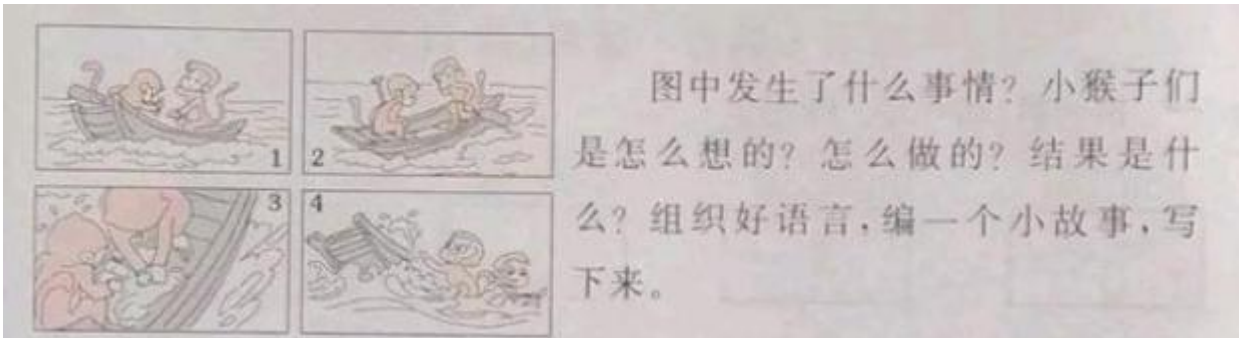 1
2
3
4
图中发生了什么事情？小猴子们
是怎么想的？怎么做的？结果是什
么？组织好语言，编一个小故事，写
下来。